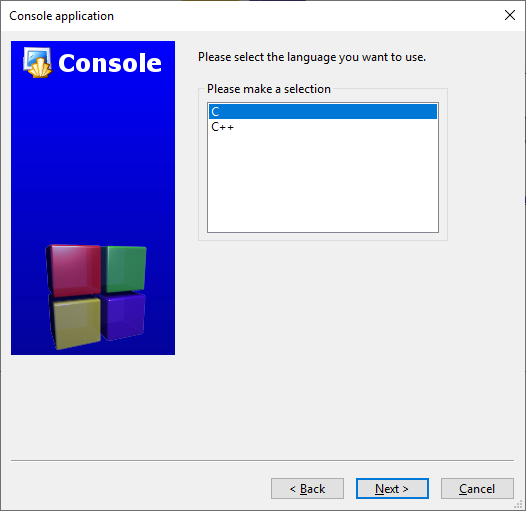 Console application
Console
Please select the language you want to use.
Please make a selection
C
C++
< Back
Next >
Cancel